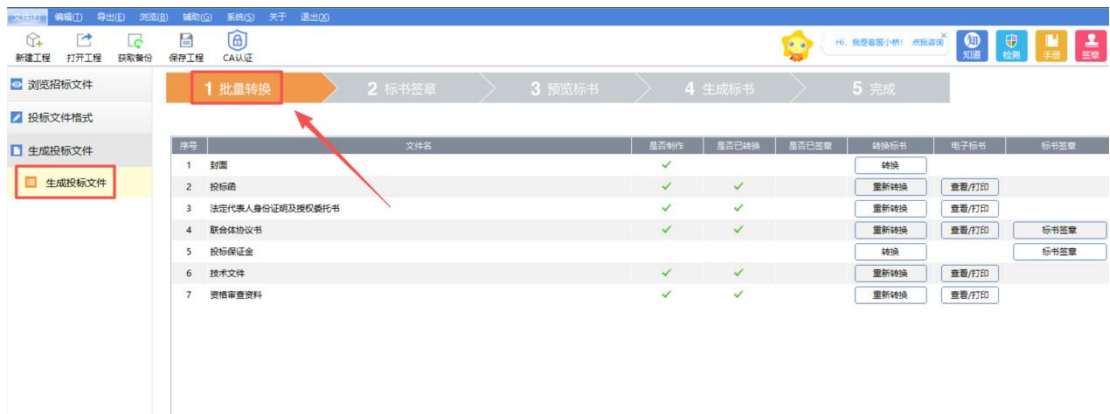 文件(F) 编辑(I) 导出(E) 浏览(B) 辅助(G) 系统(S) 关于 退出(X)
新建工程 打开工程 获取备份 保存工程 CA认证
Hi，我是客服小桥！ 点我咨询 知道 检测 手册 签章
浏览招标文件
投标文件格式
生成投标文件
生成投标文件
1 批量转换 2 标书签章 3 预览标书 4 生成标书 5 完成
序号 文件名 是否制作 是否已转换 是否已签章 转换标书 电子标书 标书签章
1 封面 转换
2 投标函 重新转换 查看/打印
3 法定代表人身份证明及授权委托书 重新转换 查看/打印
4 联合体协议书 重新转换 查看/打印 标书签章
5 投标保证金 转换 标书签章
6 技术文件 重新转换 查看/打印
7 资格审查资料 重新转换 查看/打印